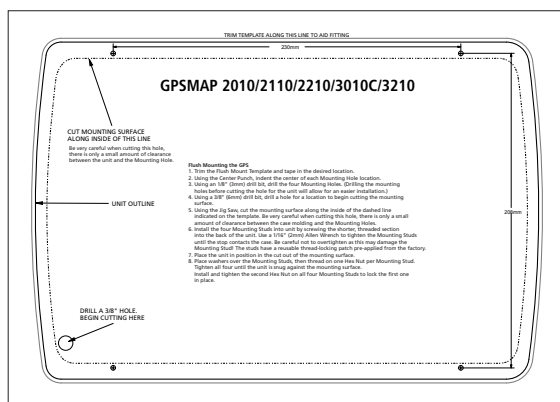 TRIM TEMPLATE ALONG THIS LINE TO AID FITTING
230mm
GPSMAP 2010/2110/2210/3010C/3210
CUT MOUNTING SURFACE
ALONG INSIDE OF THIS LINE
Be very careful when cutting this hole,
there is only a small amount of clearance
between the unit and the Mounting Hole.
UNIT OUTLINE
Flush Mounting the GPS
1. Trim the Flush Mount Template and tape in the desired location.
2. Using the Center Punch, indent the center of each Mounting Hole location.
3. Using an 1/8" (3mm) drill bit, drill the four Mounting Holes. (Drilling the mounting
holes before cutting the hole for the unit will allow for an easier installation.)
4. Using a 3/8" (6mm) drill bit, drill a hole for a location to begin cutting the mounting
surface.
5. Using the Jig Saw, cut the mounting surface along the inside of the dashed line
indicated on the template. Be very careful when cutting this hole, there is only a small
amount of clearance between the case molding and the Mounting Holes.
6. Install the four Mounting Studs into unit by screwing the shorter, threaded section
into the back of the unit. Use a 1/16" (2mm) Allen Wrench to tighten the Mounting Studs
until the stop contacts the case. Be careful not to overtighten as this may damage the
Mounting Stud! The studs have a reusable thread-locking patch pre-applied from the factory.
7. Place the unit in position in the cut out of the mounting surface.
8. Place washers over the Mounting Studs, then thread on one Hex Nut per Mounting Stud.
Tighten all four until the unit is snug against the mounting surface.
Install and tighten the second Hex Nut on all four Mounting Studs to lock the first one
in place.
200mm
DRILL A 3/8" HOLE.
BEGIN CUTTING HERE